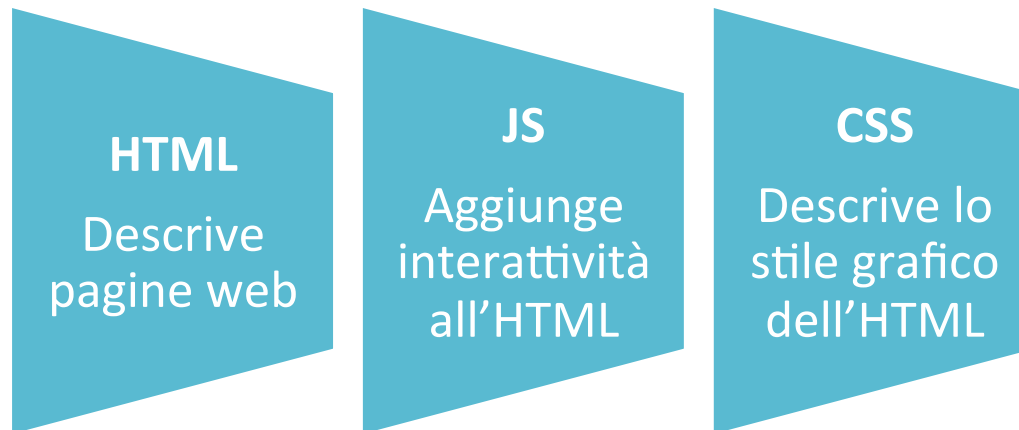 HTML
Descrive
pagine web
JS
Aggiunge
interattività
all’HTML
CSS
Descrive lo
stile grafico
dell’HTML